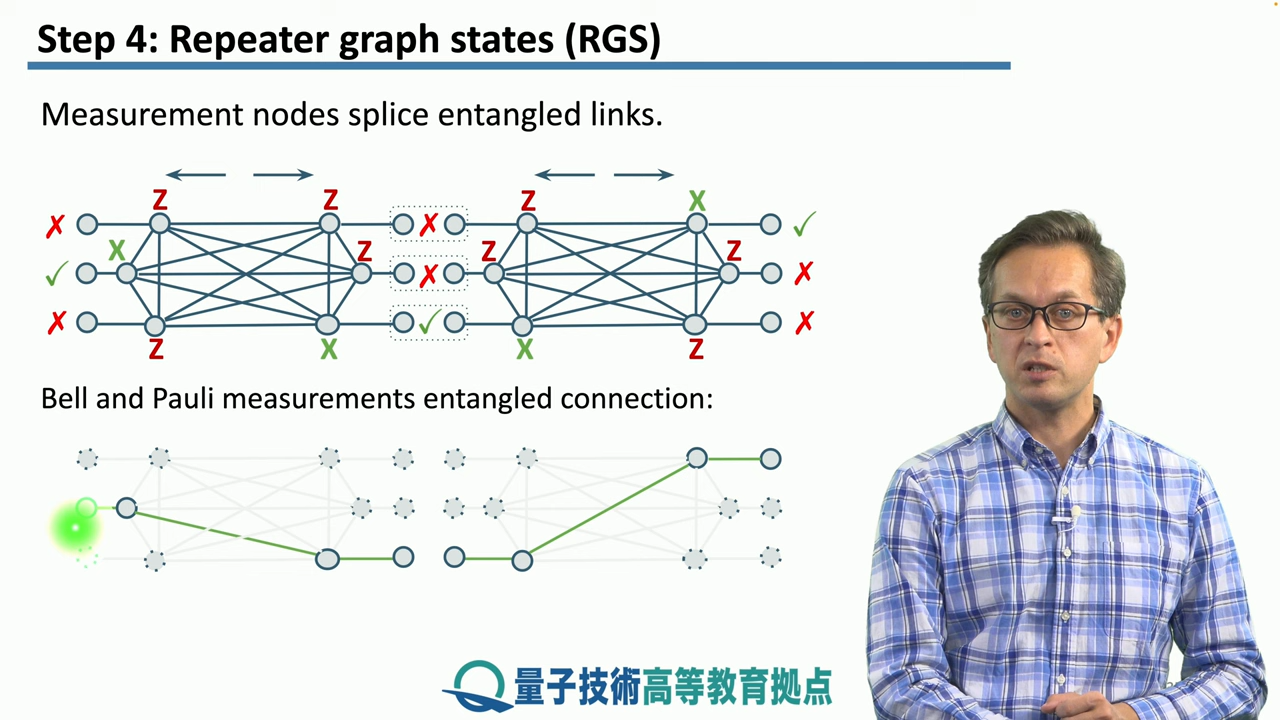 Step 4: Repeater graph states (RGS)
Measurement nodes splice entangled links.
Z Z Z X
✗ ✗ ✓
X Z Z Z
✓ ✗ ✗
✗ ✓ ✗
Z X X Z
Bell and Pauli measurements entangled connection:
量子技術高等教育拠点